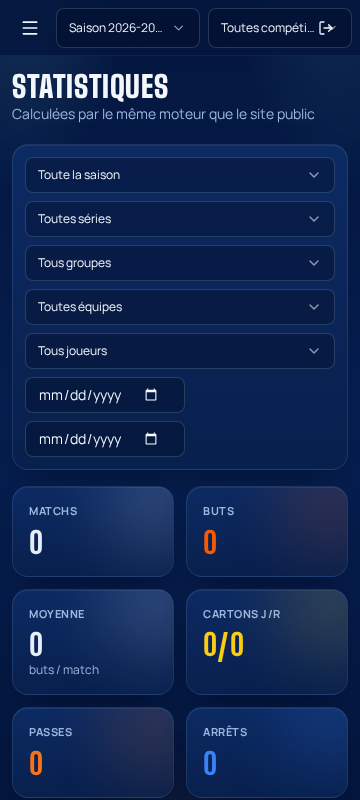 Saison 2026-20...
Toutes compéti...
STATISTIQUES
Calculées par le même moteur que le site public
Toute la saison
Toutes séries
Tous groupes
Toutes équipes
Tous joueurs
mm/dd/yyyy
mm/dd/yyyy
MATCHS
0
BUTS
0
MOYENNE
0
buts / match
CARTONS J/R
0/0
PASSES
0
ARRÊTS
0